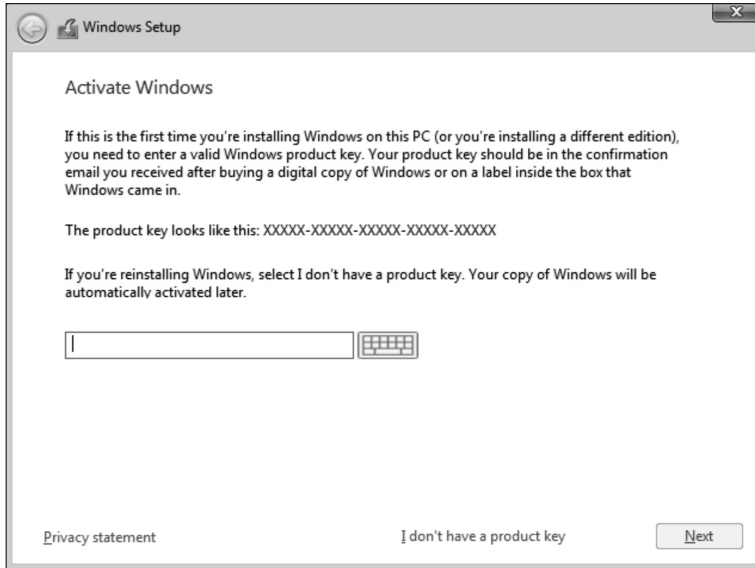 Windows Setup
X
Activate Windows
If this is the first time you're installing Windows on this PC (or you're installing a different edition),
you need to enter a valid Windows product key. Your product key should be in the confirmation
email you received after buying a digital copy of Windows or on a label inside the box that
Windows came in.
The product key looks like this: XXXXX-XXXXX-XXXXX-XXXXX-XXXXX
If you're reinstalling Windows, select I don't have a product key. Your copy of Windows will be
automatically activated later.
Privacy statement
I don't have a product key
Next